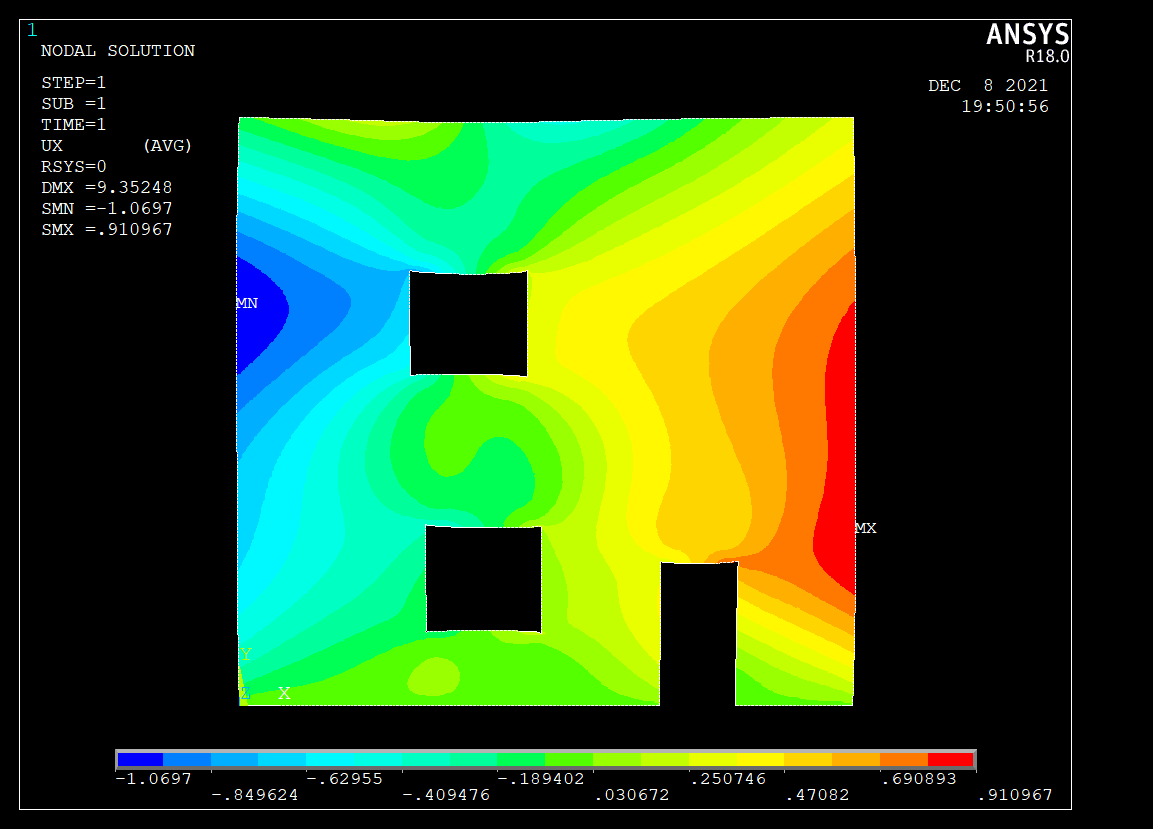 1
ANSYS
R18.0
NODAL SOLUTION
STEP=1
SUB =1
TIME=1
UX (AVG)
RSYS=0
DMX =9.35248
SMN =-1.0697
SMX =.910967
DEC 8 2021
19:50:56
MN
MX
Y
Z X
-1.0697 -.62955 -.189402 .250746 .690893
-.849624 -.409476 .030672 .47082 .910967